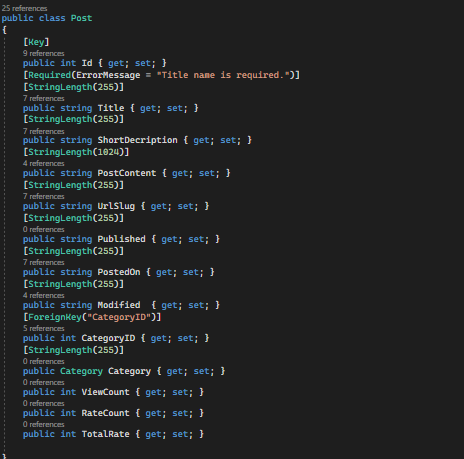 25 references
public class Post
{
[Key]
9 references
public int Id { get; set; }
[Required(ErrorMessage = "Title name is required.")]
[StringLength(255)]
7 references
public string Title { get; set; }
[StringLength(255)]
7 references
public string ShortDecription { get; set; }
[StringLength(1024)]
4 references
public string PostContent { get; set; }
[StringLength(255)]
7 references
public string UrlSlug { get; set; }
[StringLength(255)]
0 references
public string Published { get; set; }
[StringLength(255)]
7 references
public string PostedOn { get; set; }
[StringLength(255)]
4 references
public string Modified  { get; set; }
[ForeignKey("CategoryID")]
5 references
public int CategoryID { get; set; }
[StringLength(255)]
0 references
public Category Category { get; set; }
0 references
public int ViewCount { get; set; }
0 references
public int RateCount { get; set; }
0 references
public int TotalRate { get; set; }
}